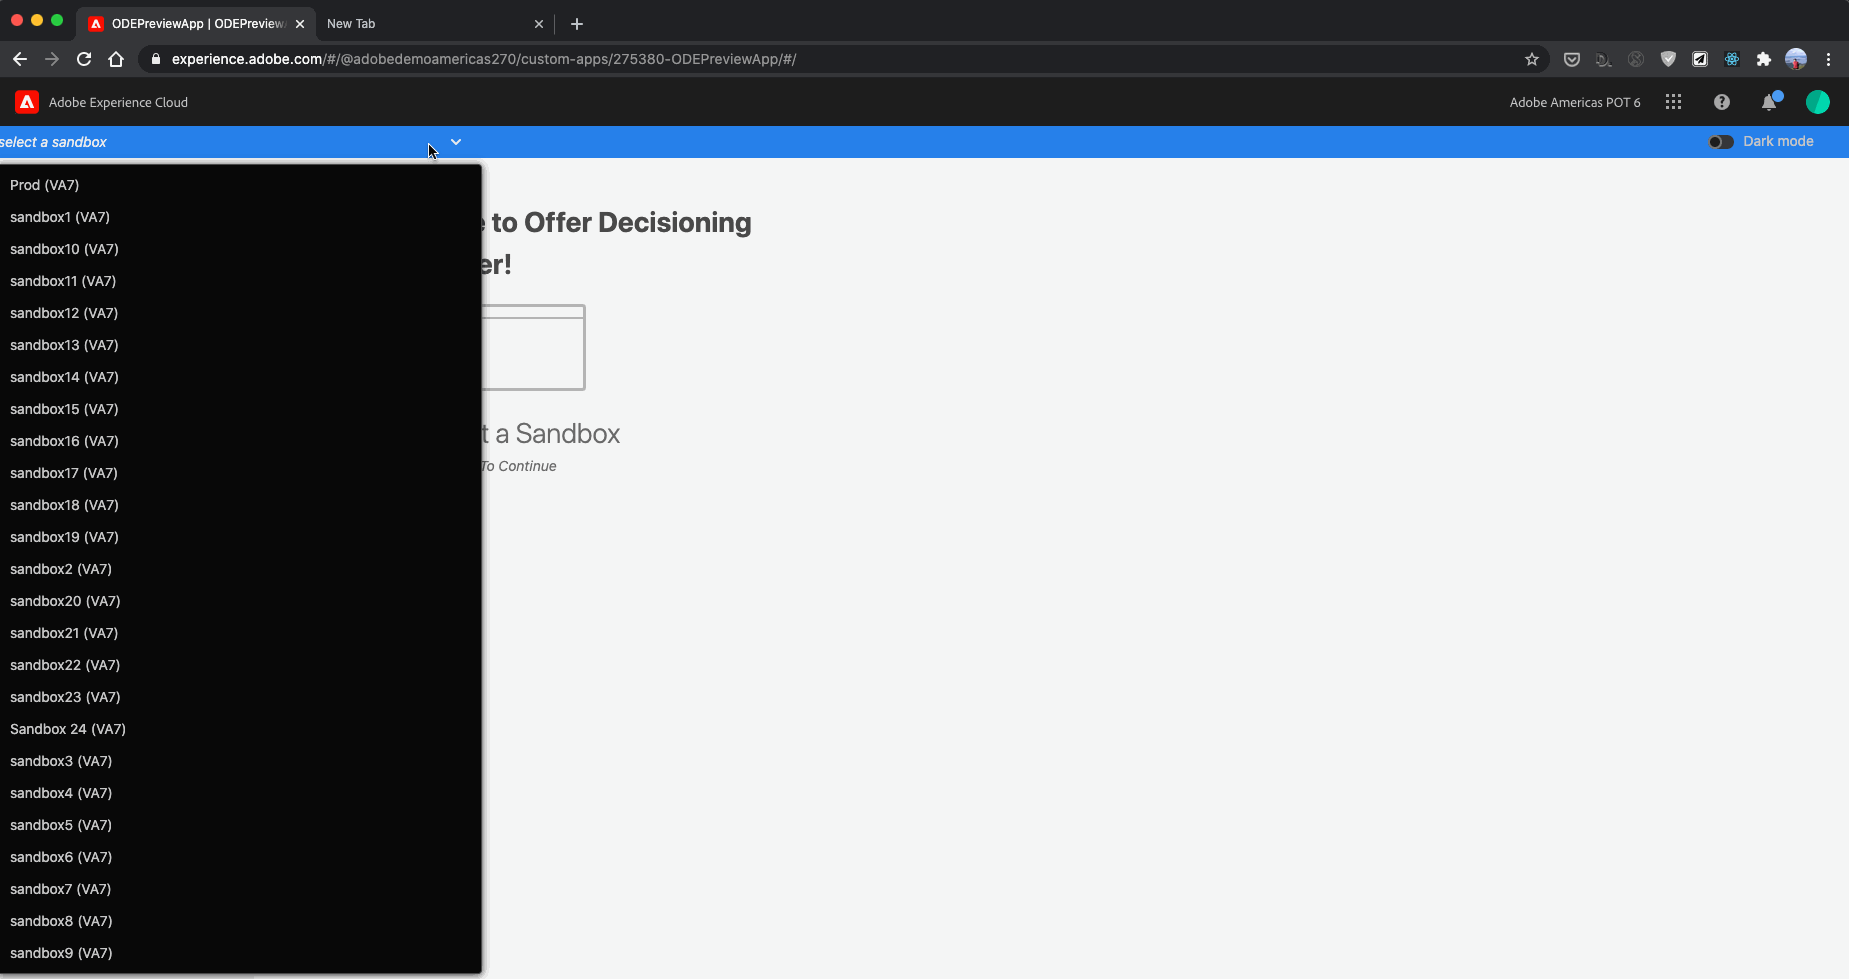 ODEPreviewApp | ODEPreview
New Tab
experience.adobe.com/#/@adobedemoamericas270/custom-apps/275380-ODEPreviewApp/#/
Adobe Experience Cloud
Adobe Americas POT 6
select a sandbox
Dark mode
Prod (VA7)
sandbox1 (VA7)
to Offer Decisioning
sandbox10 (VA7)
er!
sandbox11 (VA7)
sandbox12 (VA7)
sandbox13 (VA7)
sandbox14 (VA7)
sandbox15 (VA7)
sandbox16 (VA7)
t a Sandbox
To Continue
sandbox17 (VA7)
sandbox18 (VA7)
sandbox19 (VA7)
sandbox2 (VA7)
sandbox20 (VA7)
sandbox21 (VA7)
sandbox22 (VA7)
sandbox23 (VA7)
Sandbox 24 (VA7)
sandbox3 (VA7)
sandbox4 (VA7)
sandbox5 (VA7)
sandbox6 (VA7)
sandbox7 (VA7)
sandbox8 (VA7)
sandbox9 (VA7)